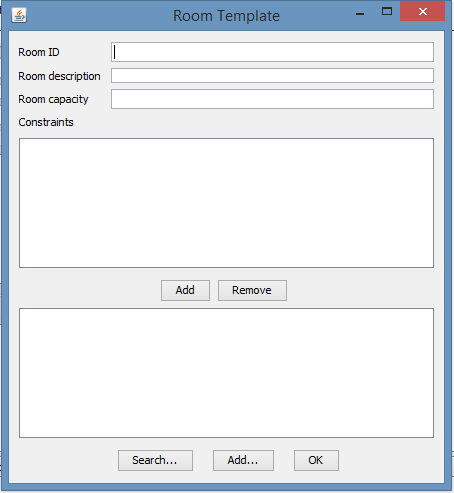 Room Template
Room ID
Room description
Room capacity
Constraints
Add Remove
Search... Add... OK